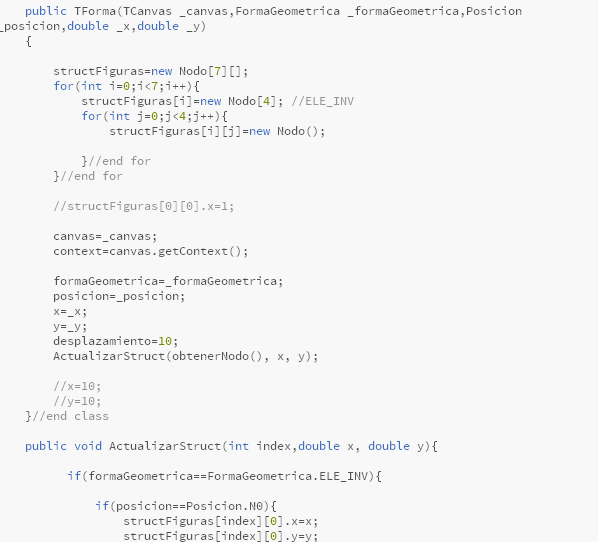 public TForma(TCanvas _canvas,FormaGeometrica _formaGeometrica,Posicion
_posicion,double _x,double _y)
{
structFiguras=new Nodo[7][];
for(int i=0;i<7;i++){
structFiguras[i]=new Nodo[4]; //ELE_INV
for(int j=0;j<4;j++){
structFiguras[i][j]=new Nodo();
}//end for
}//end for
//structFiguras[0][0].x=1;
canvas=_canvas;
context=canvas.getContext();
formaGeometrica=_formaGeometrica;
posicion=_posicion;
x=_x;
y=_y;
desplazamiento=10;
ActualizarStruct(obtenerNodo(), x, y);
//x=10;
//y=10;
}//end class
public void ActualizarStruct(int index,double x, double y){
if(formaGeometrica==FormaGeometrica.ELE_INV){
if(posicion==Posicion.N0){
structFiguras[index][0].x=x;
structFiguras[index][0].y=y;